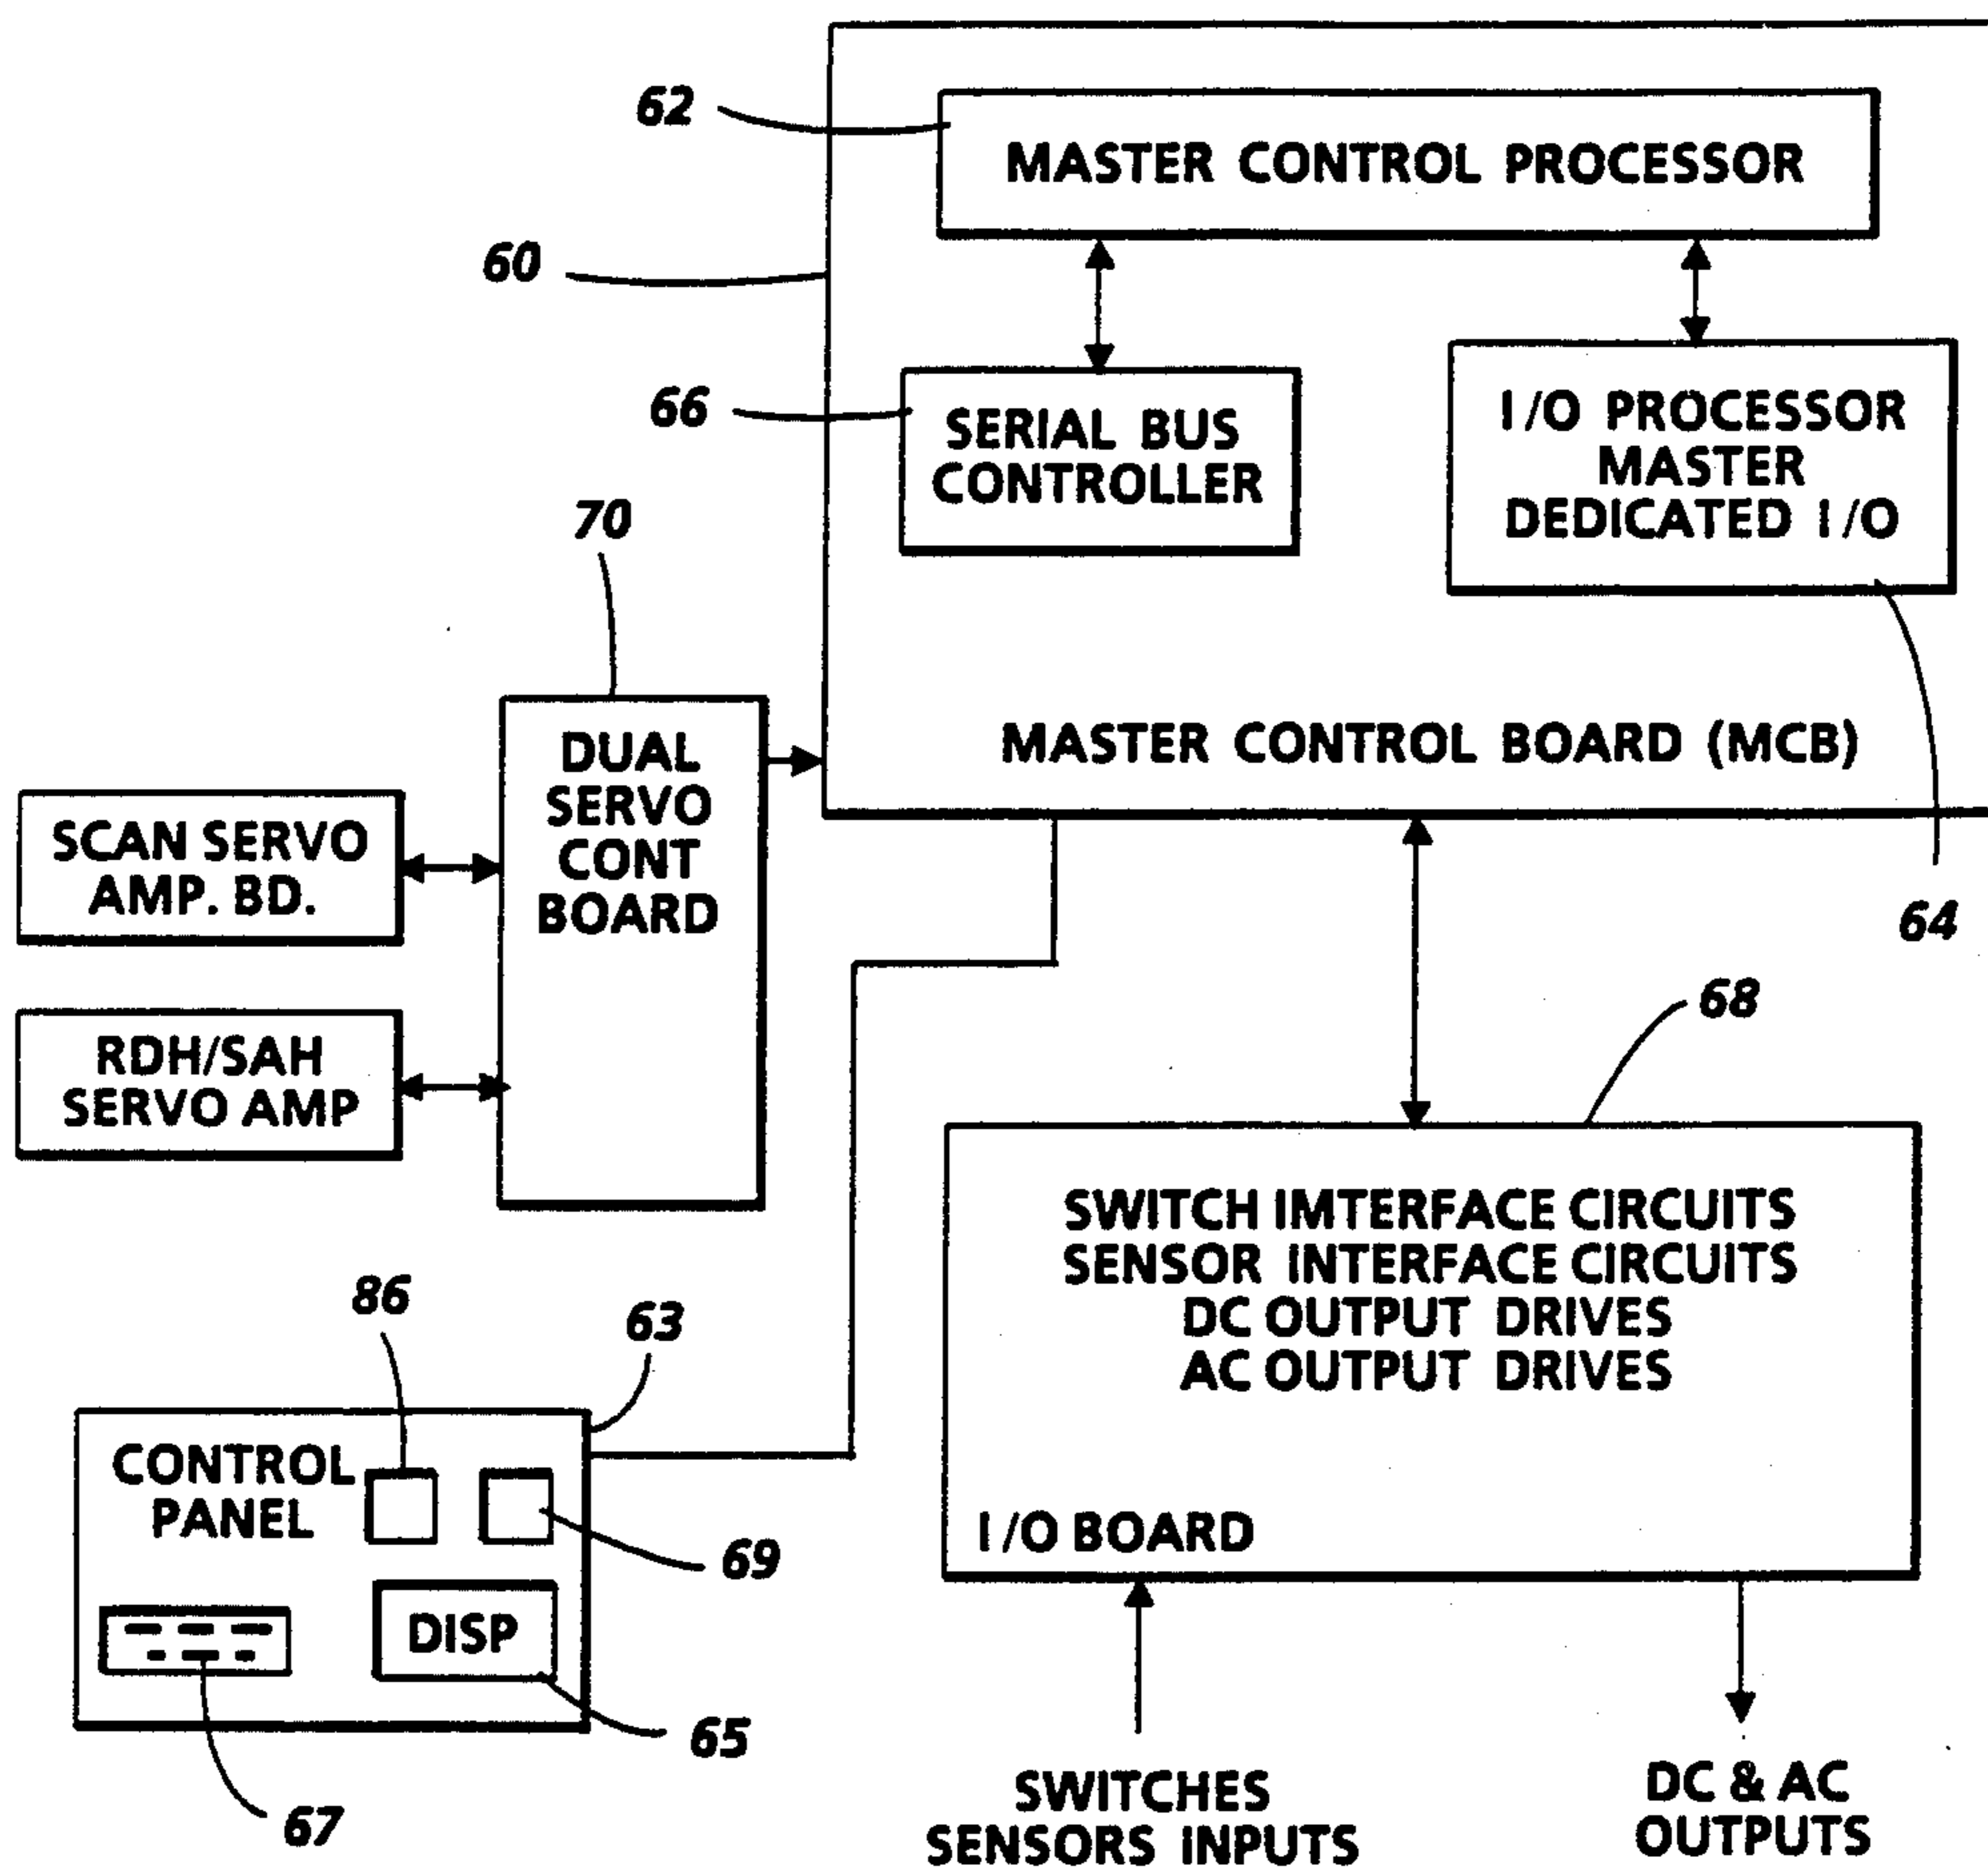 62
MASTER CONTROL PROCESSOR
60
66
SERIAL BUS
CONTROLLER
I/O PROCESSOR
MASTER
DEDICATED I/O
70
MASTER CONTROL BOARD (MCB)
DUAL
SERVO
CONT
BOARD
SCAN SERVO
AMP. BD.
64
RDH/SAH
SERVO AMP
68
SWITCH IMTERFACE CIRCUITS
SENSOR INTERFACE CIRCUITS
DC OUTPUT DRIVES
AC OUTPUT DRIVES
I/O BOARD
86
63
CONTROL
PANEL
69
DISP
65
67
SWITCHES
SENSORS INPUTS
DC & AC
OUTPUTS